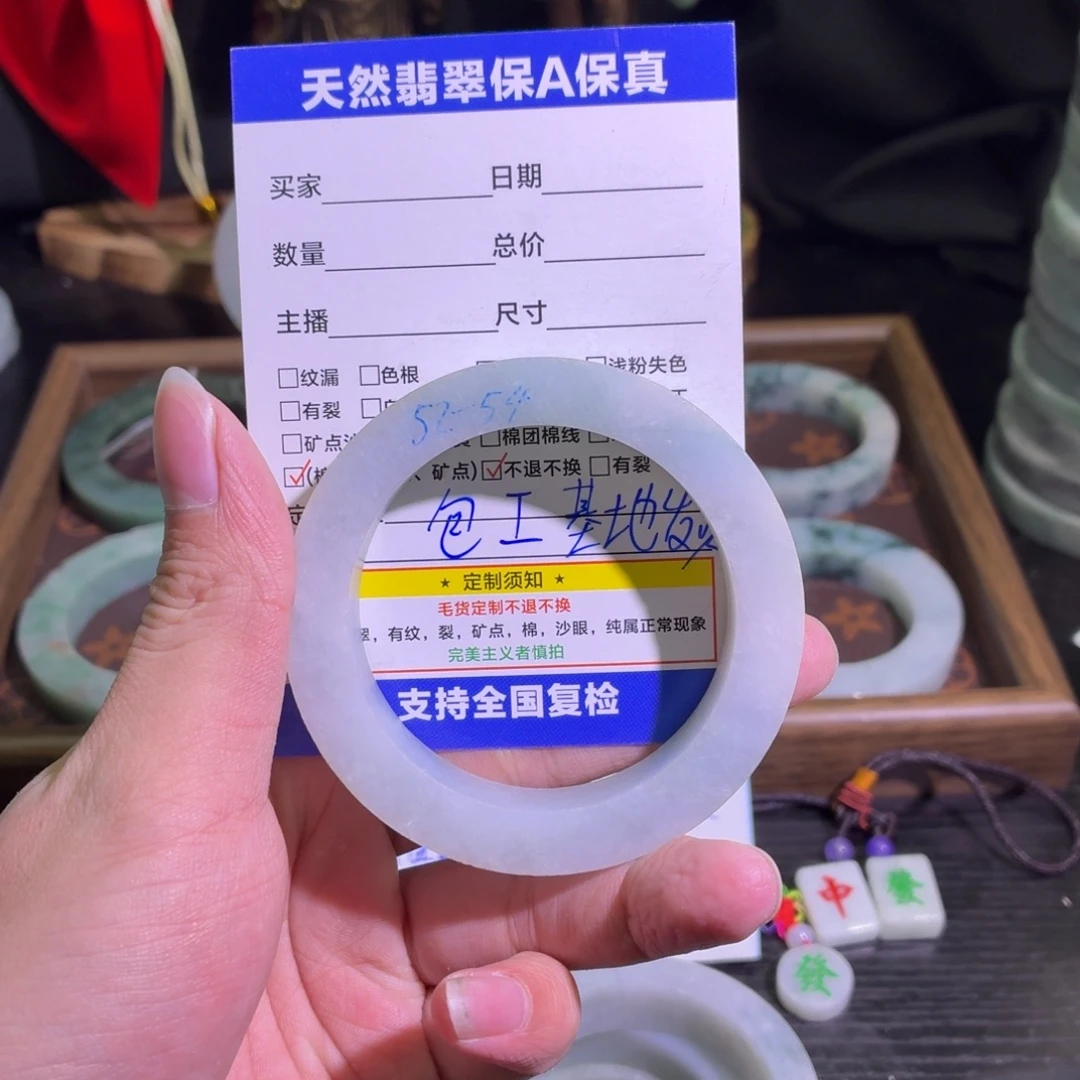 天然翡翠保A保真
买家 日期
数量 总价
主播 尺寸
□纹漏 □色根 浅粉失色
□有裂 □
52-54
□矿点 □棉团棉线
☑( 、矿点) ☑不退不换 □有裂
包工 基地发
★ 定制须知 ★
毛货定制不退不换
，有纹，裂，矿点，棉，沙眼，纯属正常现象
完美主义者慎拍
支持全国复检
中
發
發